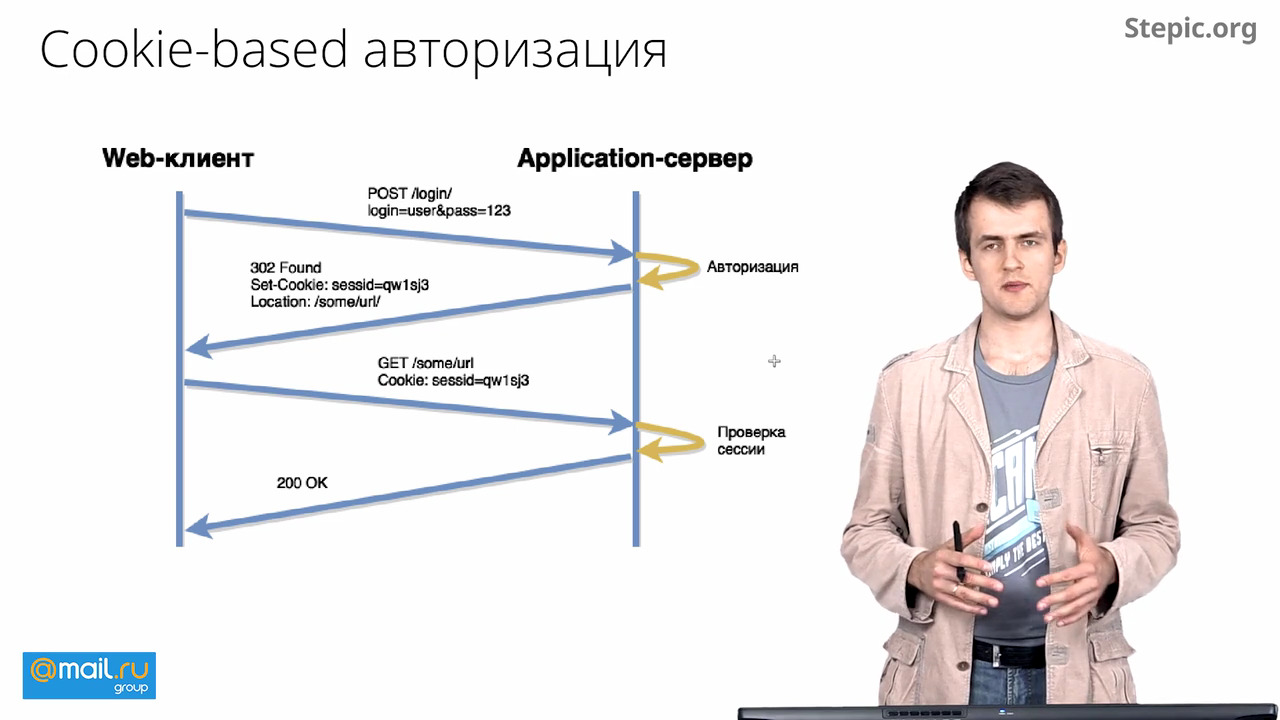 Cookie-based авторизация
Stepic.org
Web-клиент
Application-сервер
POST /login/
login=user&pass=123
Авторизация
302 Found
Set-Cookie: sessid=qw1sj3
Location: /some/url/
GET /some/url
Cookie: sessid=qw1sj3
Проверка
сессии
200 OK
@mail.ru
group